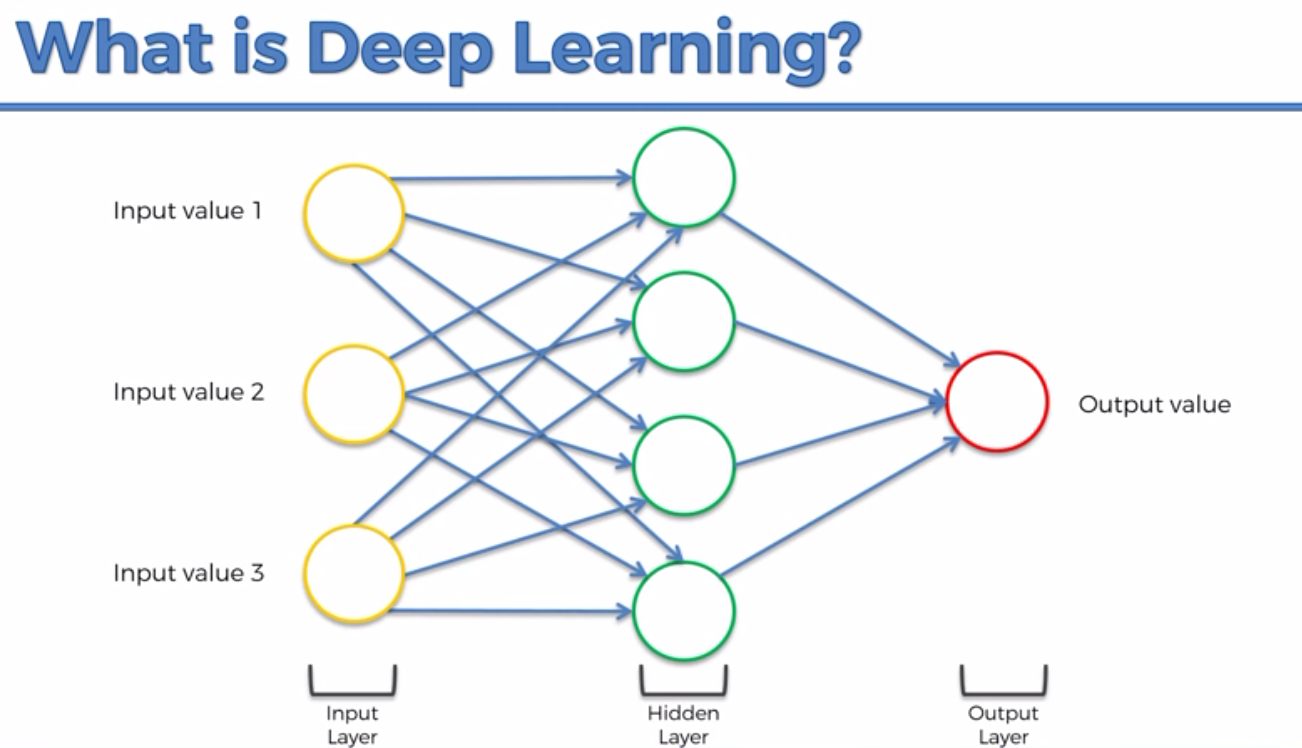 What is Deep Learning?
Input value 1
Input value 2
Output value
Input value 3
Input
Layer
Hidden
Layer
Output
Layer